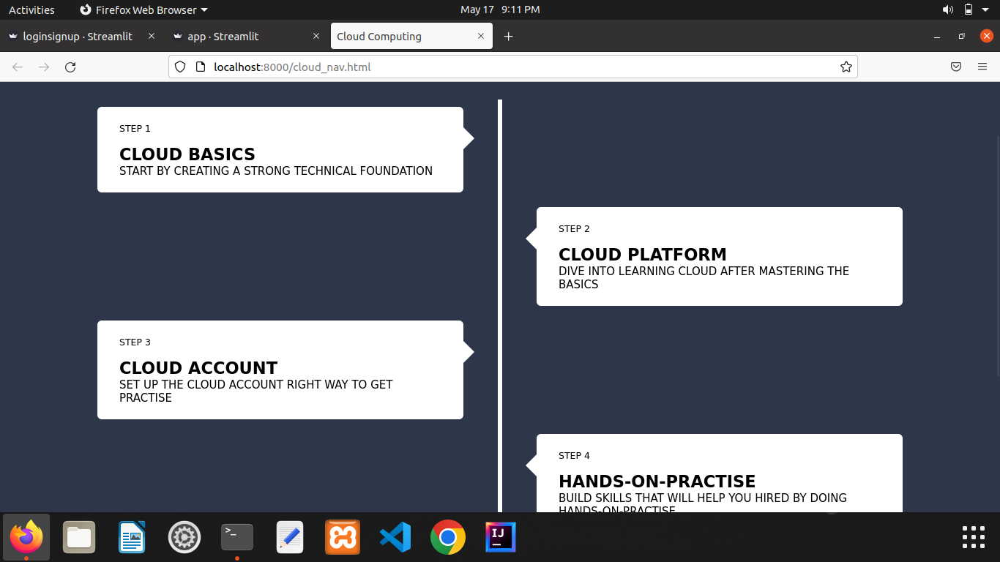 Activities
Firefox Web Browser
May 17 9:11 PM
loginsignup · Streamlit
app · Streamlit
Cloud Computing
localhost:8000/cloud_nav.html
STEP 1
CLOUD BASICS
START BY CREATING A STRONG TECHNICAL FOUNDATION
STEP 2
CLOUD PLATFORM
DIVE INTO LEARNING CLOUD AFTER MASTERING THE
BASICS
STEP 3
CLOUD ACCOUNT
SET UP THE CLOUD ACCOUNT RIGHT WAY TO GET
PRACTISE
STEP 4
HANDS-ON-PRACTISE
BUILD SKILLS THAT WILL HELP YOU HIRED BY DOING
HANDS-ON-PRACTISE
>_
IJ